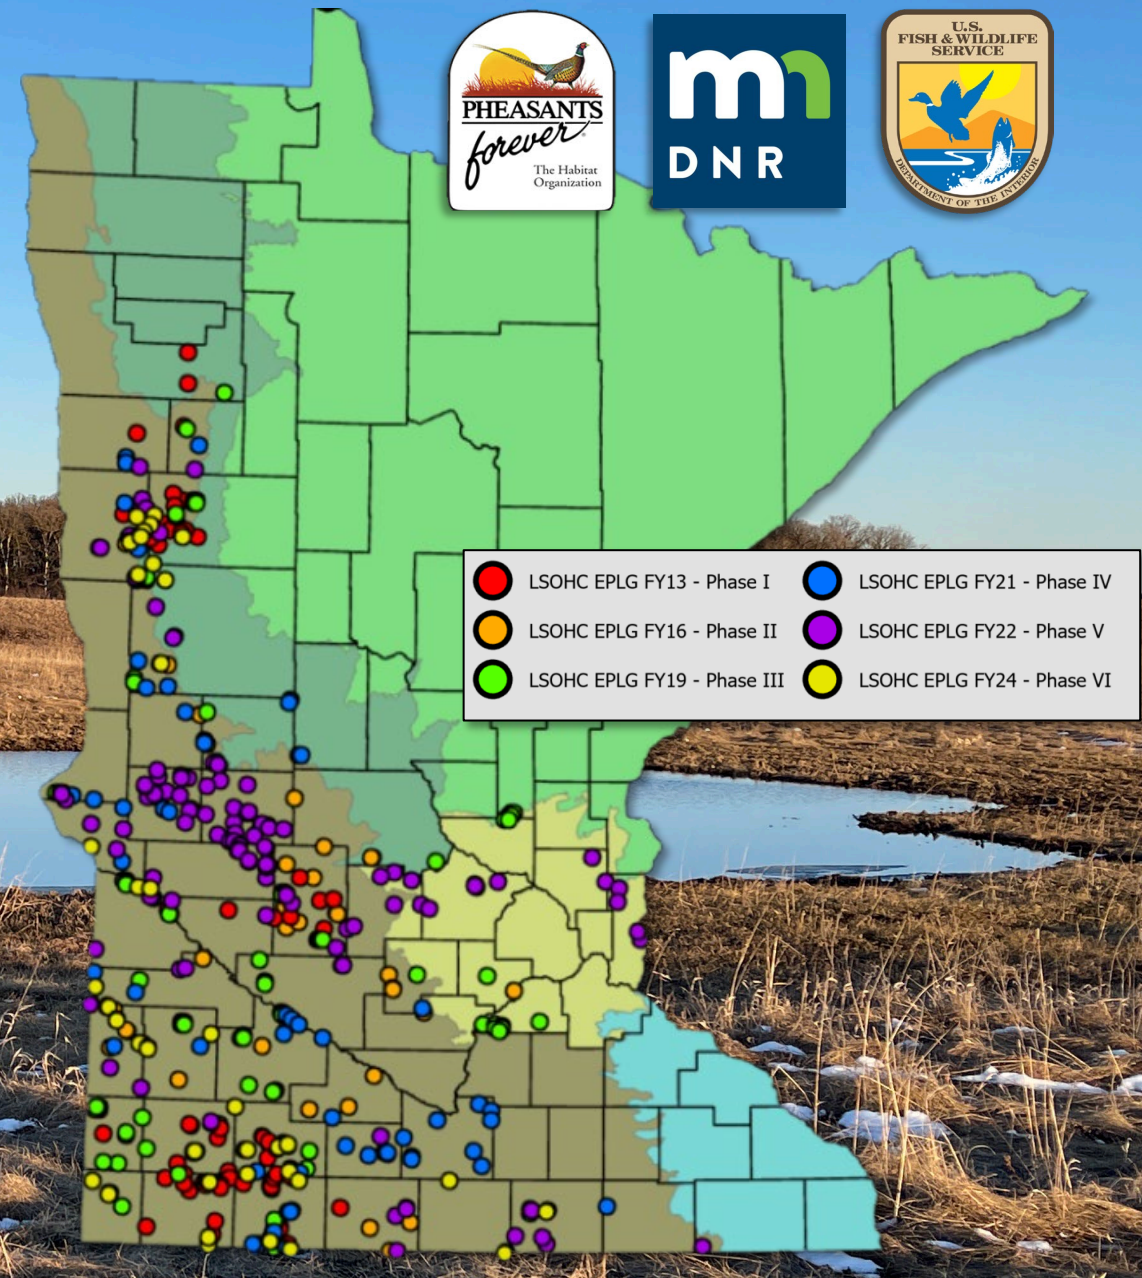 PHEASANTS
forever
The Habitat
Organization
mn
DNR
U.S.
FISH & WILDLIFE
SERVICE
DEPARTMENT OF THE INTERIOR
LSOHC EPLG FY13 - Phase I
LSOHC EPLG FY16 - Phase II
LSOHC EPLG FY19 - Phase III
LSOHC EPLG FY21 - Phase IV
LSOHC EPLG FY22 - Phase V
LSOHC EPLG FY24 - Phase VI